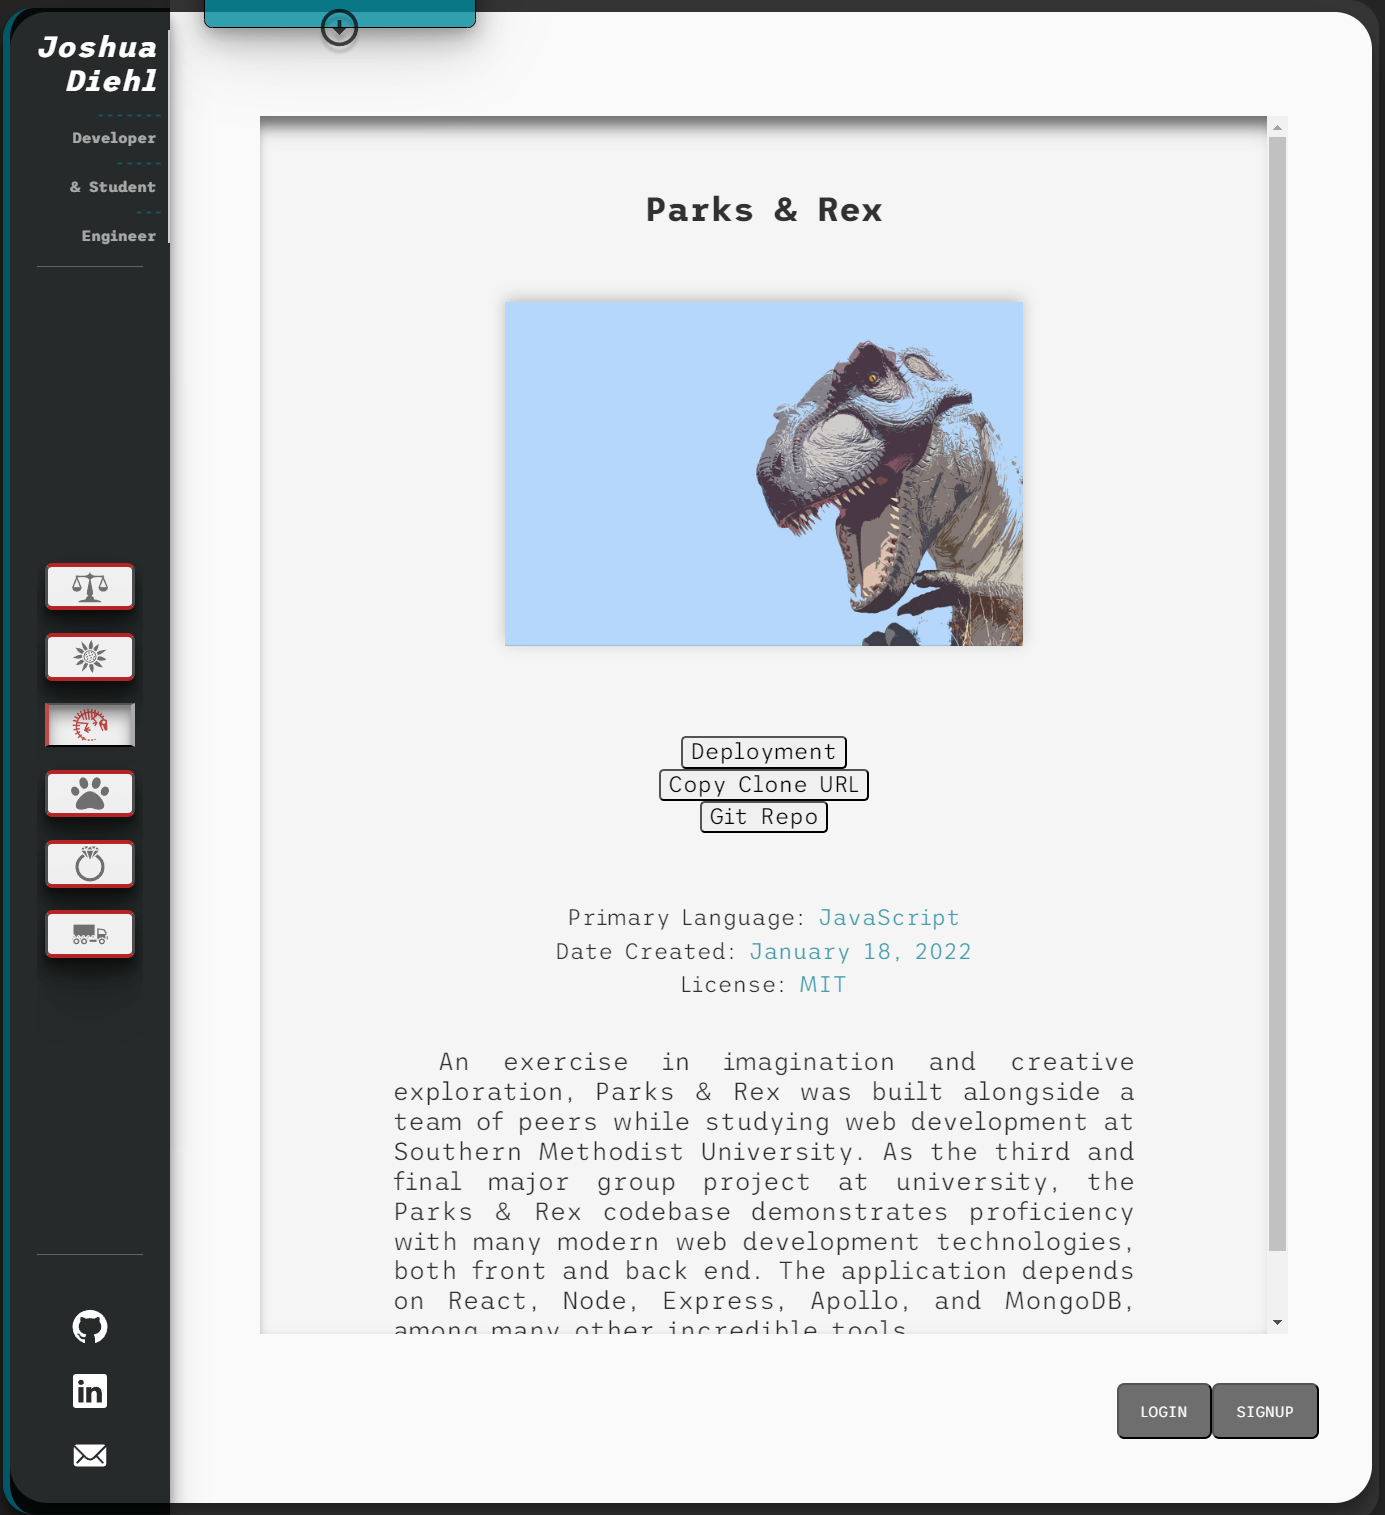 Joshua
Diehl
Developer
& Student
Engineer
Parks & Rex
Deployment
Copy Clone URL
Git Repo
Primary Language: JavaScript
Date Created: January 18, 2022
License: MIT
An exercise in imagination and creative
exploration, Parks & Rex was built alongside a
team of peers while studying web development at
Southern Methodist University. As the third and
final major group project at university, the
Parks & Rex codebase demonstrates proficiency
with many modern web development technologies,
both front and back end. The application depends
on React, Node, Express, Apollo, and MongoDB,
among many other incredible tools.
LOGIN
SIGNUP